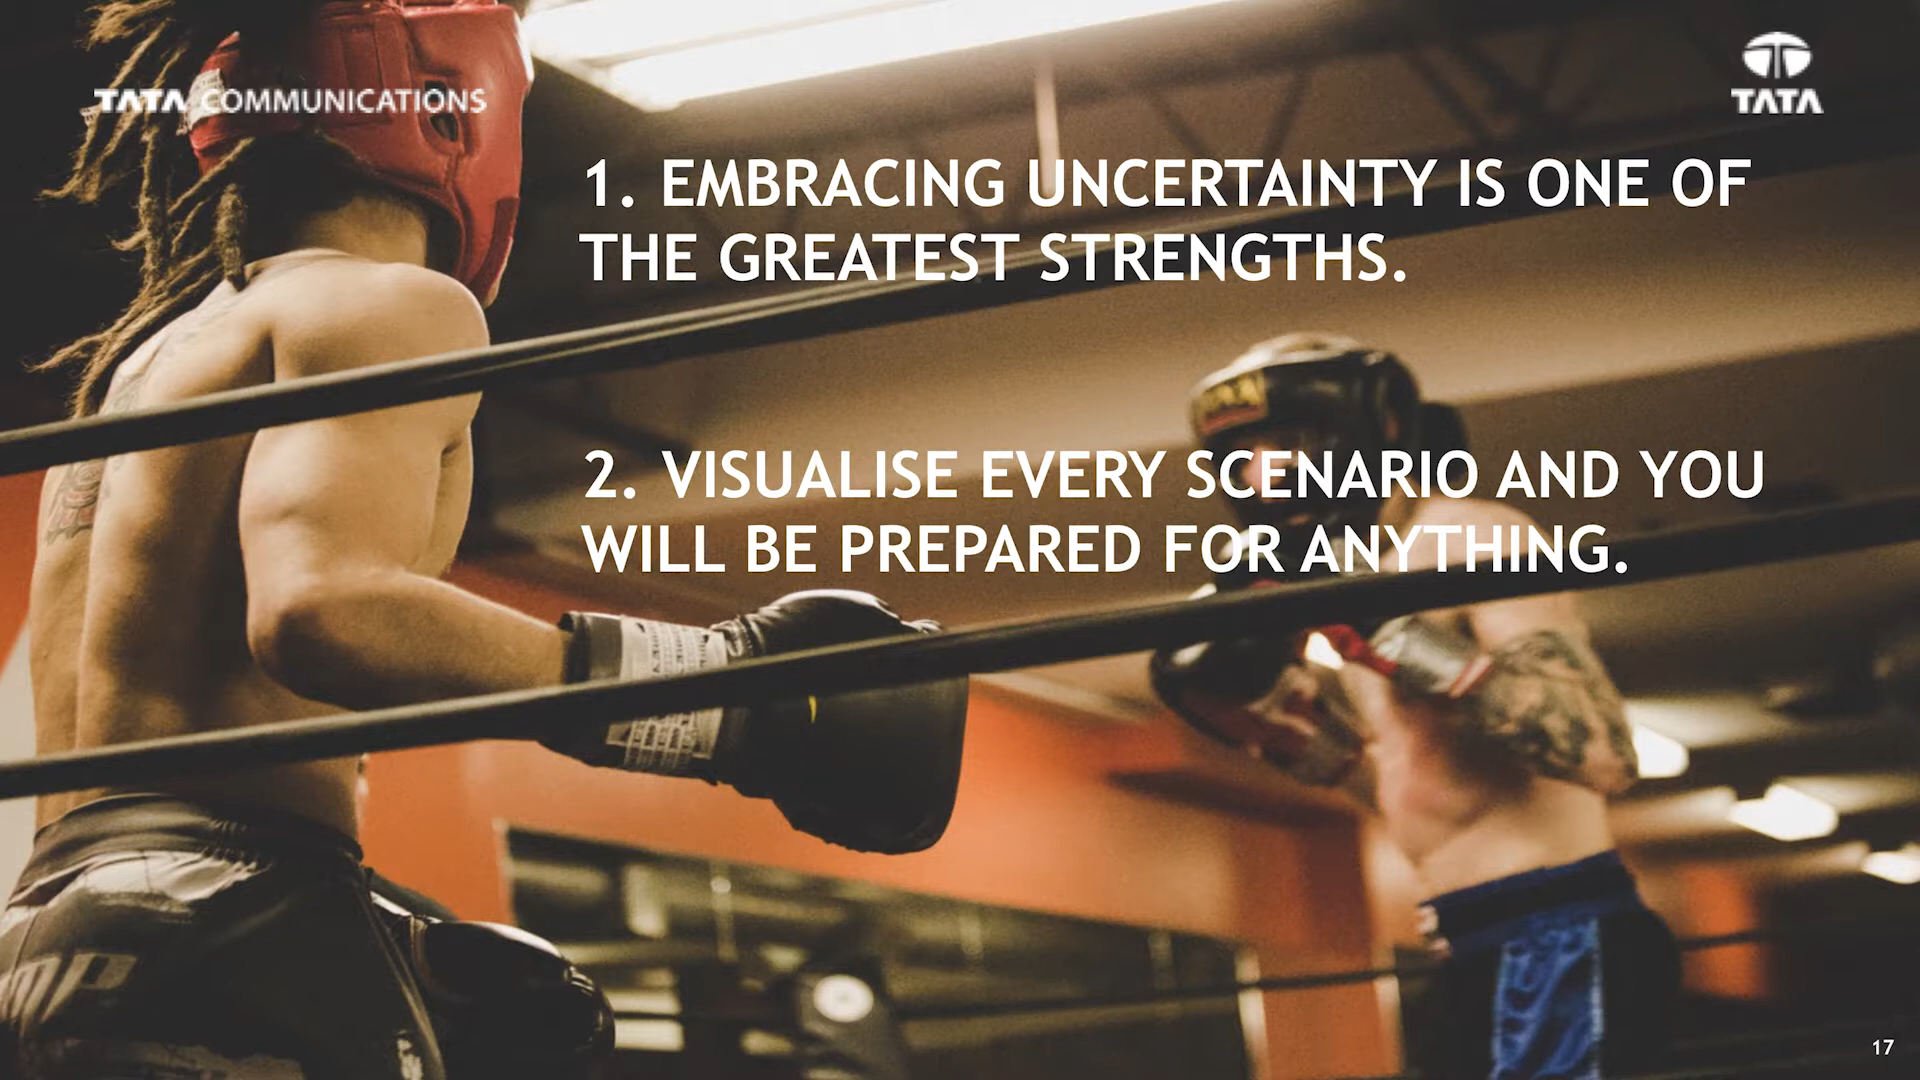 TATA COMMUNICATIONS
TATA
1. EMBRACING UNCERTAINTY IS ONE OF
THE GREATEST STRENGTHS.
2. VISUALISE EVERY SCENARIO AND YOU
WILL BE PREPARED FOR ANYTHING.
17